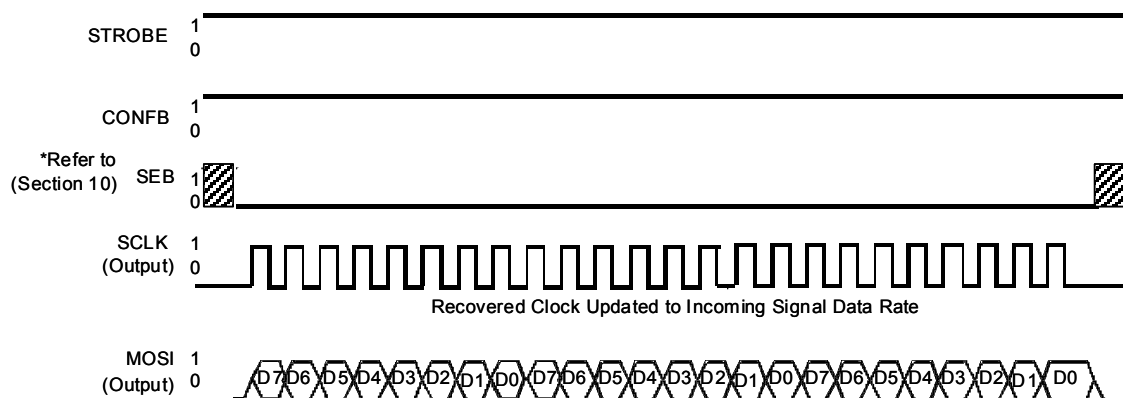 STROBE 1
0
CONFB 1
0
*Refer to
(Section 10) SEB 1
0
SCLK 1
(Output) 0
Recovered Clock Updated to Incoming Signal Data Rate
MOSI 1
(Output) 0 D7 D6 D5 D4 D3 D2 D1 D0 D7 D6 D5 D4 D3 D2 D1 D0 D7 D6 D5 D4 D3 D2 D1 D0